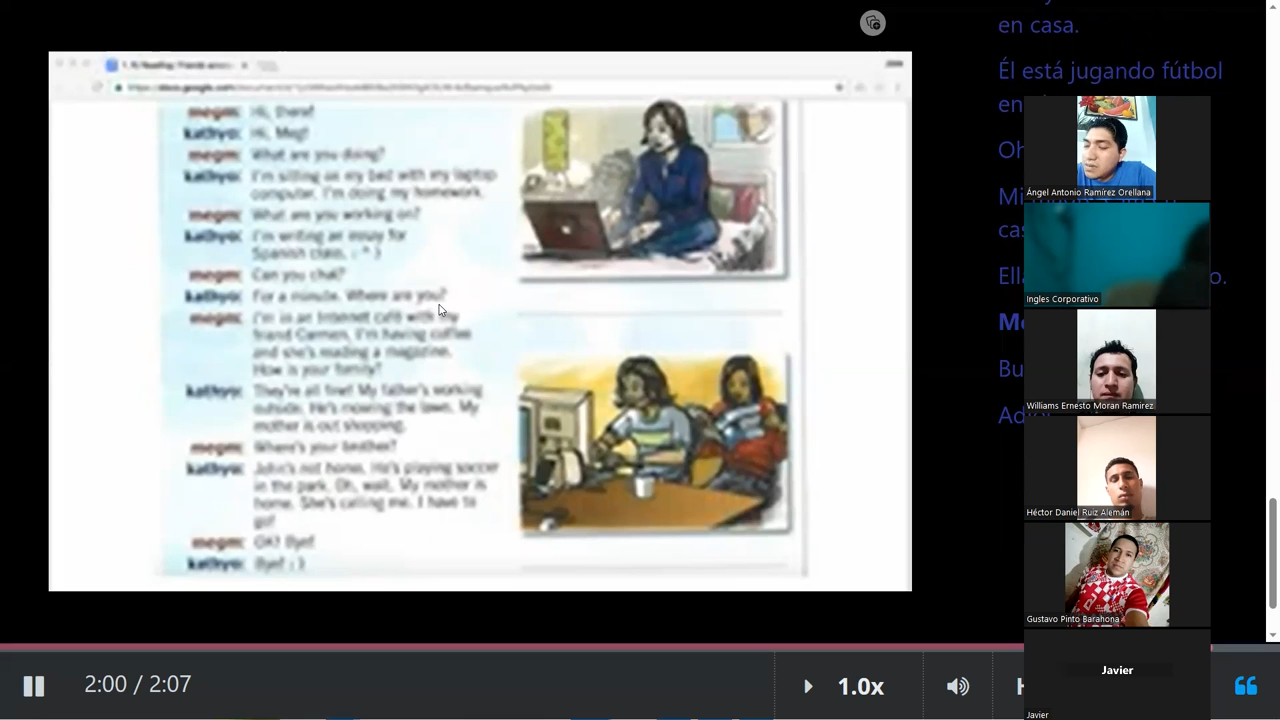 megm: Hi, there!
kathyo: Hi, Meg!
megm: What are you doing?
kathyo: I'm sitting on my bed with my laptop
computer. I'm doing my homework.
megm: What are you working on?
kathyo: I'm writing an essay for
Spanish class. : ^ )
megm: Can you chat?
kathyo: For a minute. Where are you?
megm: I'm in an Internet café with my
friend Carmen. I'm having coffee
and she's reading a magazine.
How is your family?
kathyo: They're all fine! My father's working
outside. He's mowing the lawn. My
mother is out shopping.
megm: Where's your brother?
kathyo: John's not home. He's playing soccer
in the park. Oh, wait. My mother is
home. She's calling me. I have to
go!
megm: OK! Bye!
kathyo: Bye! : )
en casa.
Él está jugando fútbol
en
Oh
Mi
cas
Ella
o.
Me
Bu
Adió
Ángel Antonio Ramírez Orellana
Ingles Corporativo
Williams Ernesto Moran Ramirez
Héctor Daniel Ruiz Alemán
Gustavo Pinto Barahona
Javier
Javier
2:00 / 2:07
1.0x
H